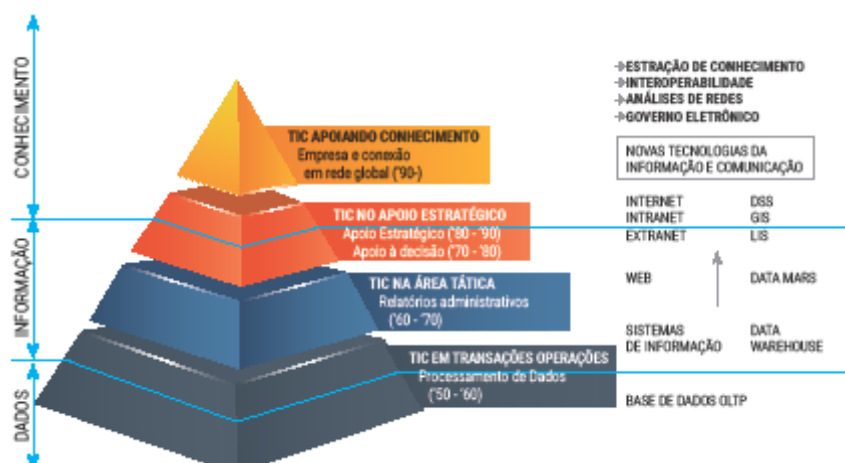 CONHECIMENTO
INFORMAÇÃO
DADOS
TIC APOIANDO CONHECIMENTO
Empresa e conexão
em rede global ('90-)
TIC NO APOIO ESTRATÉGICO
Apoio Estratégico ('80 - '90)
Apoio à decisão ('70 - '80)
TIC NA ÁREA TÁTICA
Relatórios administrativos
('60 - '70)
TIC EM TRANSAÇÕES OPERAÇÕES
Processamento de Dados
('50 - '60)
ESTRAÇÃO DE CONHECIMENTO
INTEROPERABILIDADE
ANÁLISES DE REDES
GOVERNO ELETRÔNICO
NOVAS TECNOLOGIAS DA
INFORMAÇÃO E COMUNICAÇÃO
INTERNET DSS
INTRANET GIS
EXTRANET LIS
WEB DATA MARS
SISTEMAS DATA
DE INFORMAÇÃO WAREHOUSE
BASE DE DADOS OLTP